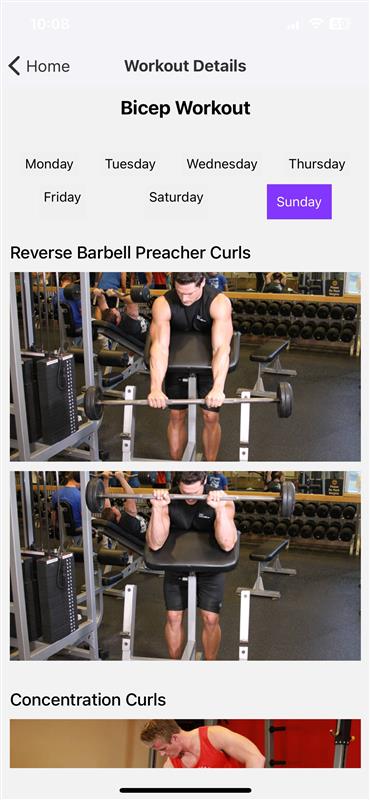 10:08
Home Workout Details
Bicep Workout
Monday Tuesday Wednesday Thursday
Friday Saturday Sunday
Reverse Barbell Preacher Curls
Concentration Curls